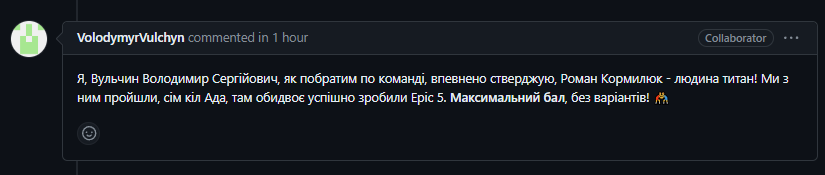 VolodymyrVulchyn commented in 1 hour
Collaborator
Я, Вульчин Володимир Сергійович, як побратим по команді, впевнено стверджую, Роман Кормилюк - людина титан! Ми з
ним пройшли, сім кіл Ада, там обидвоє успішно зробили Epic 5. Максимальний бал, без варіантів!